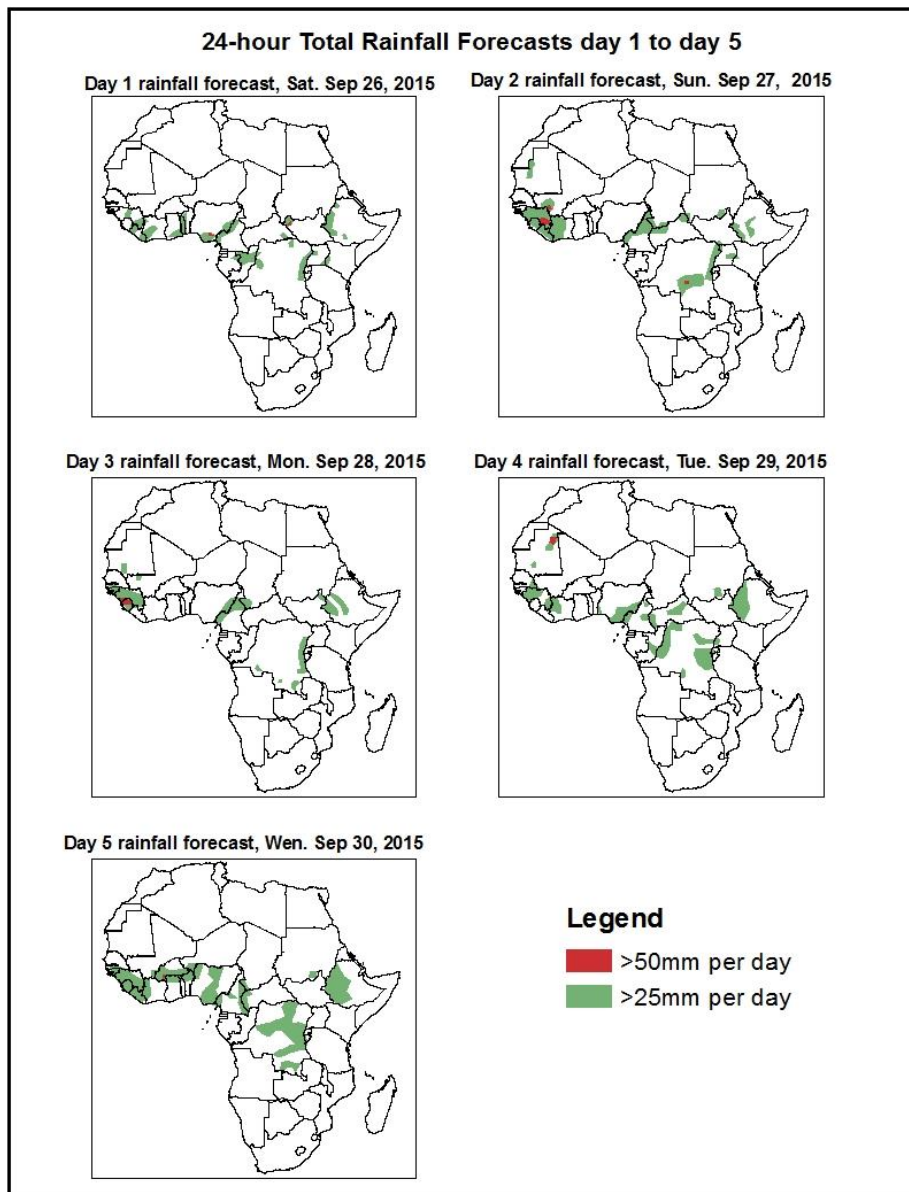 24-hour Total Rainfall Forecasts day 1 to day 5
Day 1 rainfall forecast, Sat. Sep 26, 2015
Day 2 rainfall forecast, Sun. Sep 27, 2015
Day 3 rainfall forecast, Mon. Sep 28, 2015
Day 4 rainfall forecast, Tue. Sep 29, 2015
Day 5 rainfall forecast, Wen. Sep 30, 2015
Legend
>50mm per day
>25mm per day